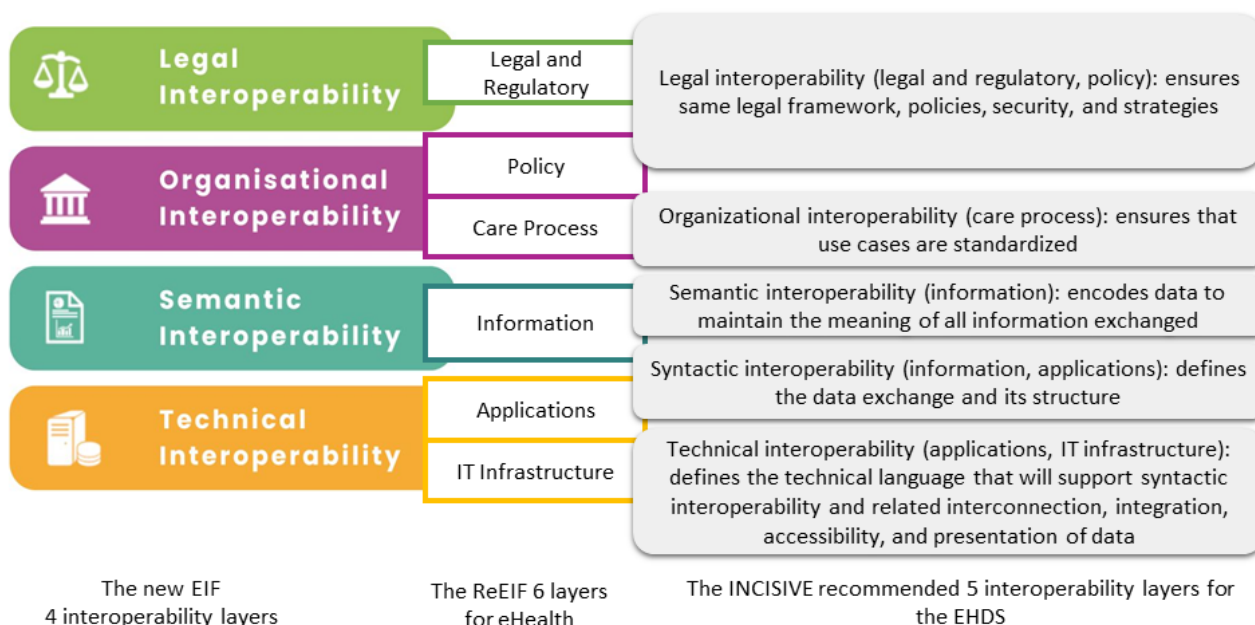 Legal
Interoperability
Legal and
Regulatory
Legal interoperability (legal and regulatory, policy): ensures
same legal framework, policies, security, and strategies
Organisational
Interoperability
Policy
Care Process
Organizational interoperability (care process): ensures that
use cases are standardized
Semantic
Interoperability
Information
Semantic interoperability (information): encodes data to
maintain the meaning of all information exchanged
Syntactic interoperability (information, applications): defines
the data exchange and its structure
Technical
Interoperability
Applications
IT Infrastructure
Technical interoperability (applications, IT infrastructure):
defines the technical language that will support syntactic
interoperability and related interconnection, integration,
accessibility, and presentation of data
The new EIF
4 interoperability layers
The ReEIF 6 layers
for eHealth
The INCISIVE recommended 5 interoperability layers for
the EHDS